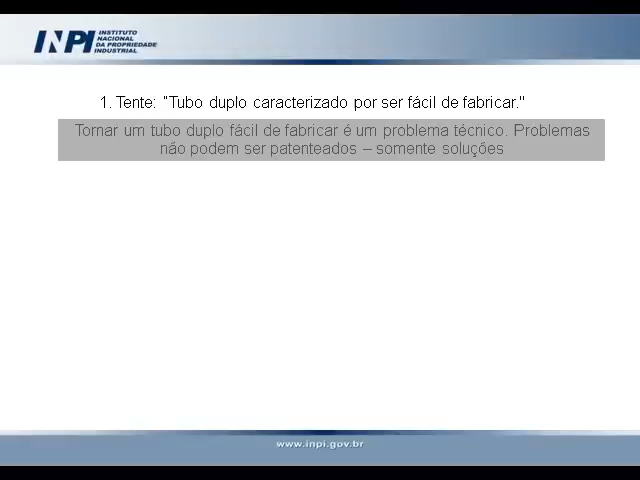 INPI
INSTITUTO
NACIONAL
DA PROPRIEDADE
INDUSTRIAL
1. Tente: "Tubo duplo caracterizado por ser fácil de fabricar."
Tornar um tubo duplo fácil de fabricar é um problema técnico. Problemas
não podem ser patenteados – somente soluções
www.inpi.gov.br